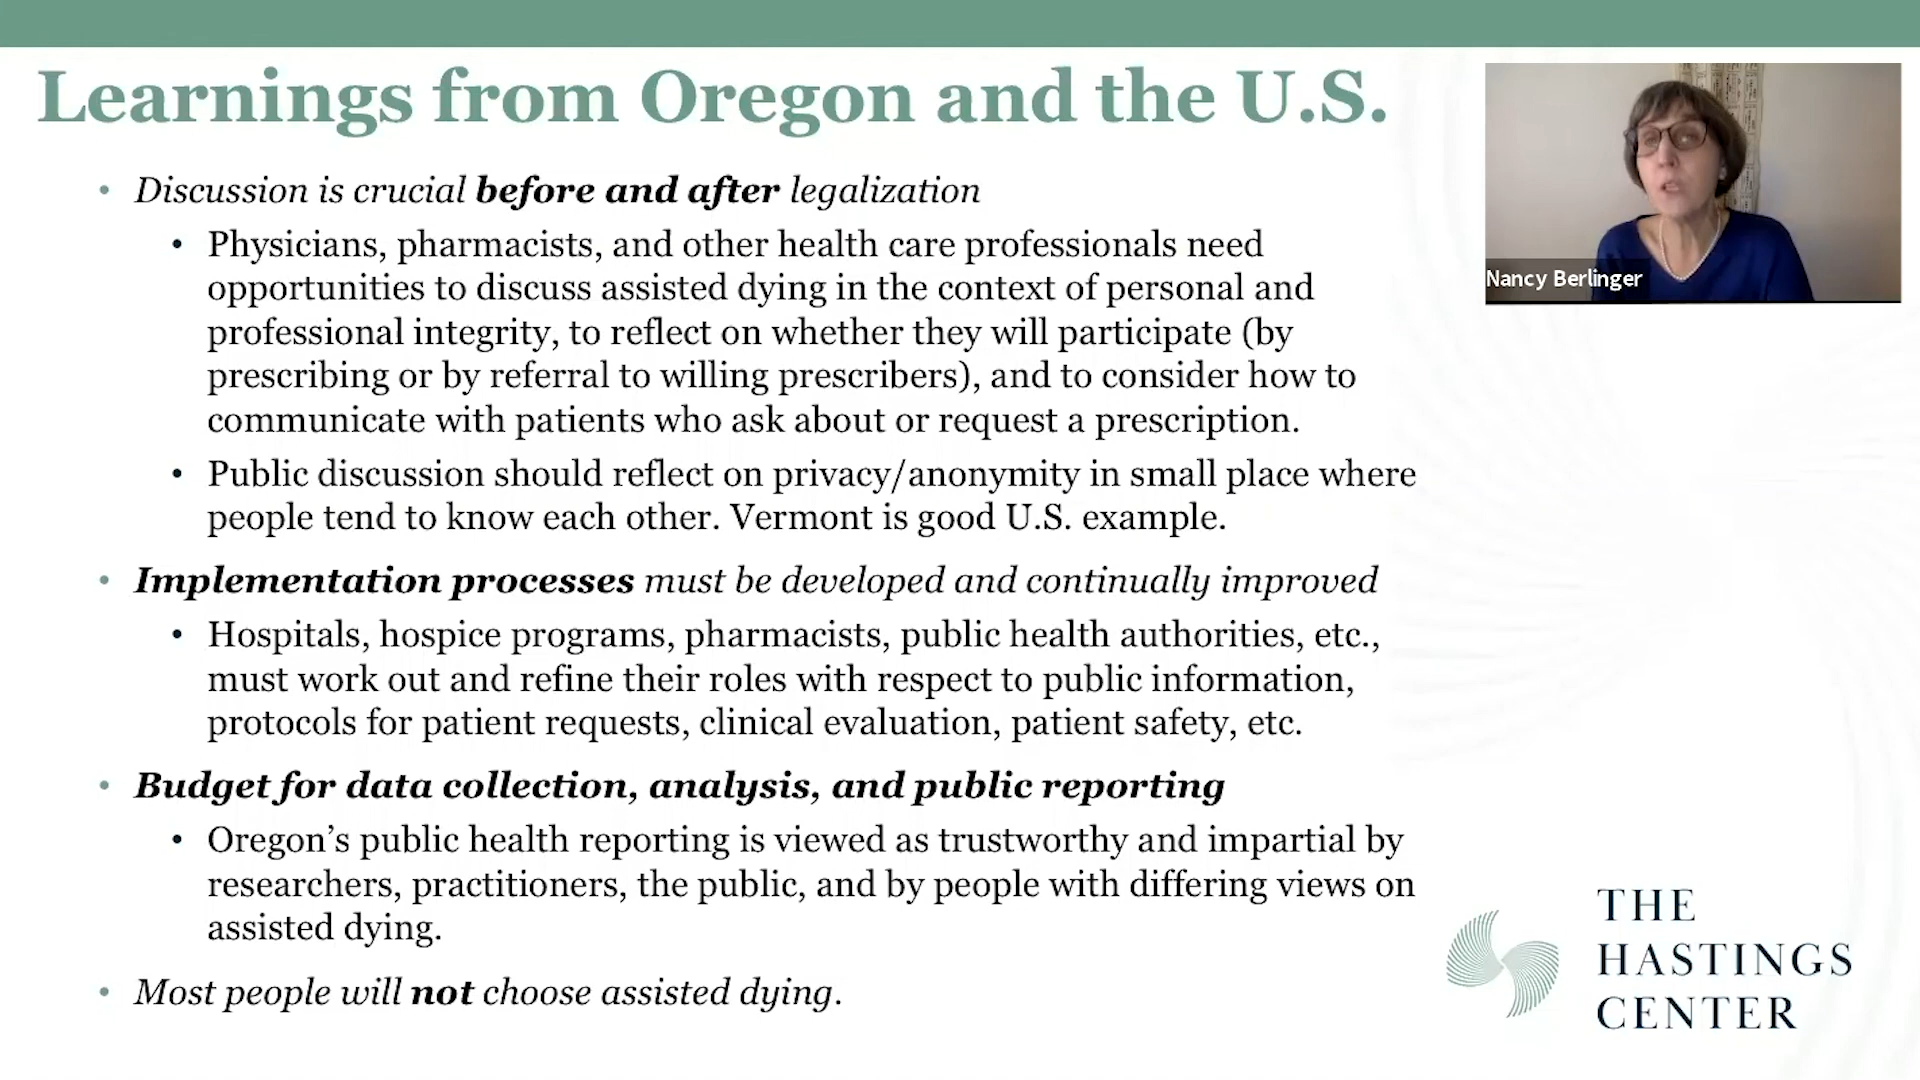 Learnings from Oregon and the U.S.
• Discussion is crucial before and after legalization
• Physicians, pharmacists, and other health care professionals need
opportunities to discuss assisted dying in the context of personal and
professional integrity, to reflect on whether they will participate (by
prescribing or by referral to willing prescribers), and to consider how to
communicate with patients who ask about or request a prescription.
• Public discussion should reflect on privacy/anonymity in small place where
people tend to know each other. Vermont is good U.S. example.
• Implementation processes must be developed and continually improved
• Hospitals, hospice programs, pharmacists, public health authorities, etc.,
must work out and refine their roles with respect to public information,
protocols for patient requests, clinical evaluation, patient safety, etc.
• Budget for data collection, analysis, and public reporting
• Oregon’s public health reporting is viewed as trustworthy and impartial by
researchers, practitioners, the public, and by people with differing views on
assisted dying.
• Most people will not choose assisted dying.
Nancy Berlinger
THE
HASTINGS
CENTER